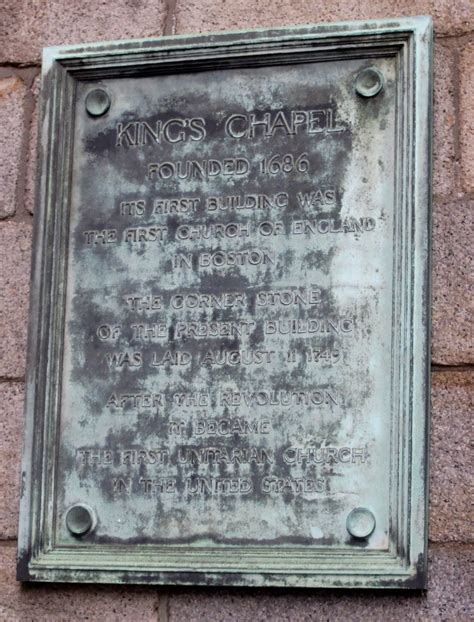 KING'S CHAPEL
FOUNDED 1686
ITS FIRST BUILDING WAS
THE FIRST CHURCH OF ENGLAND
IN BOSTON
THE CORNER STONE
OF THE PRESENT BUILDING
WAS LAID AUGUST 11 1749
AFTER THE REVOLUTION
IT BECAME
THE FIRST UNITARIAN CHURCH
IN THE UNITED STATES